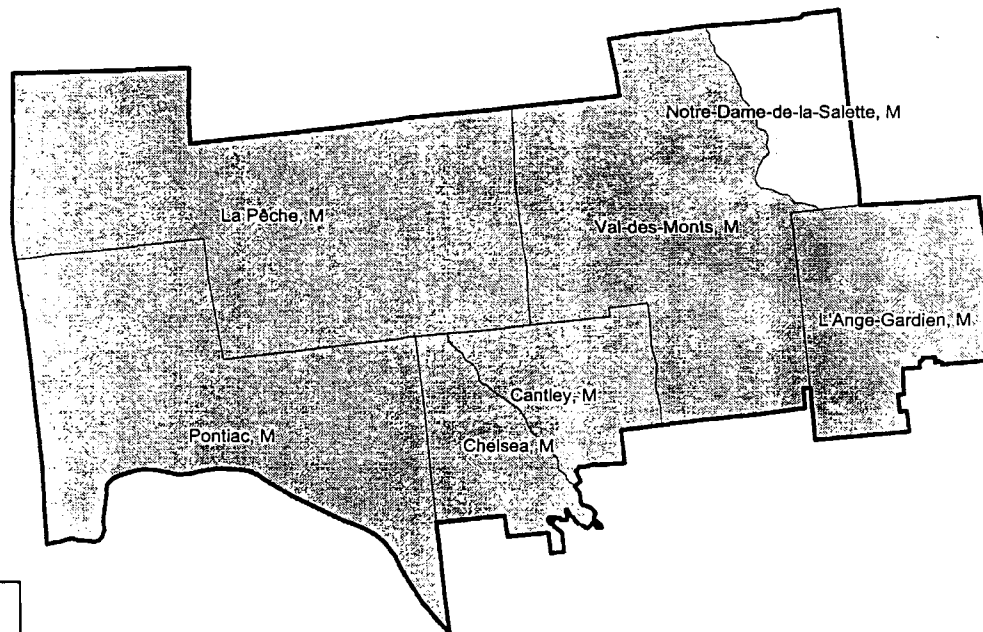 Notre-Dame-de-la-Salette, M
La Pêche, M
Val-des-Monts, M
L'Ange-Gardien, M
Cantley, M
Pontiac, M
Chelsea, M